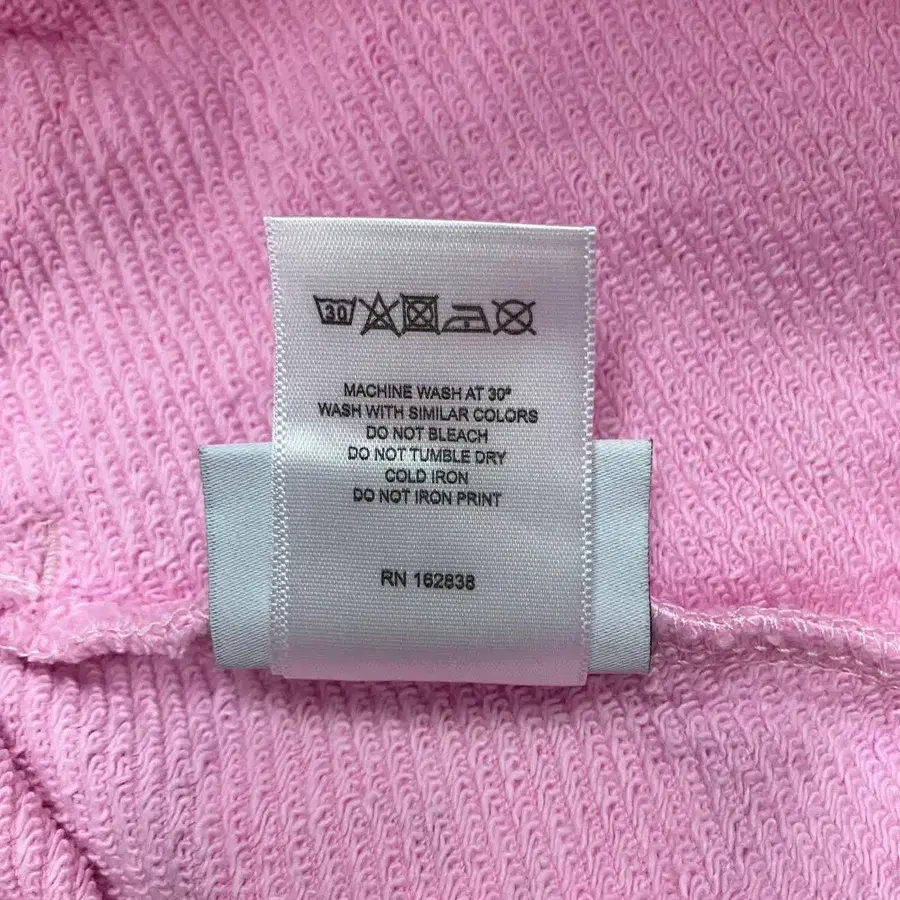 30
MACHINE WASH AT 30°
WASH WITH SIMILAR COLORS
DO NOT BLEACH
DO NOT TUMBLE DRY
COLD IRON
DO NOT IRON PRINT
RN 162838